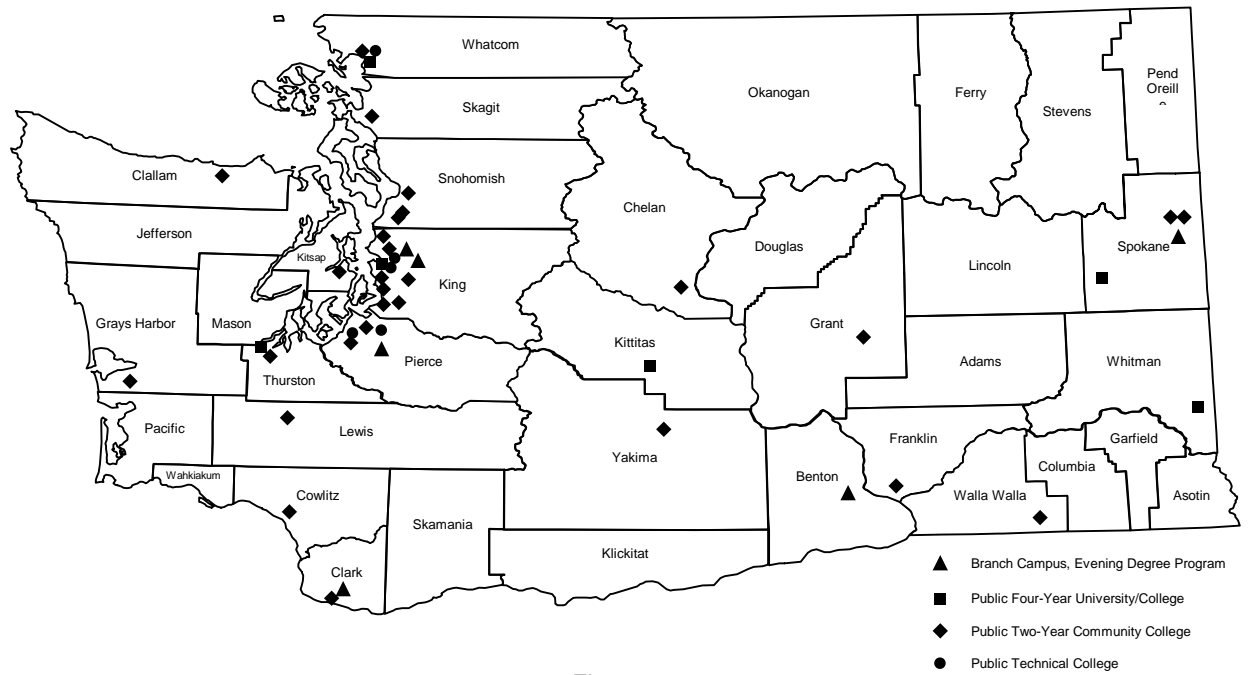 Whatcom
Okanogan
Ferry
Stevens
Pend
Oreill
Skagit
Clallam
Snohomish
Chelan
Jefferson
Kitsap
King
Douglas
Lincoln
Spokane
Grays Harbor
Mason
Kittitas
Grant
Adams
Whitman
Thurston
Pierce
Pacific
Lewis
Yakima
Franklin
Garfield
Wahkiakum
Cowlitz
Benton
Columbia
Walla Walla
Asotin
Skamania
Klickitat
Clark
Branch Campus, Evening Degree Program
Public Four-Year University/College
Public Two-Year Community College
Public Technical College